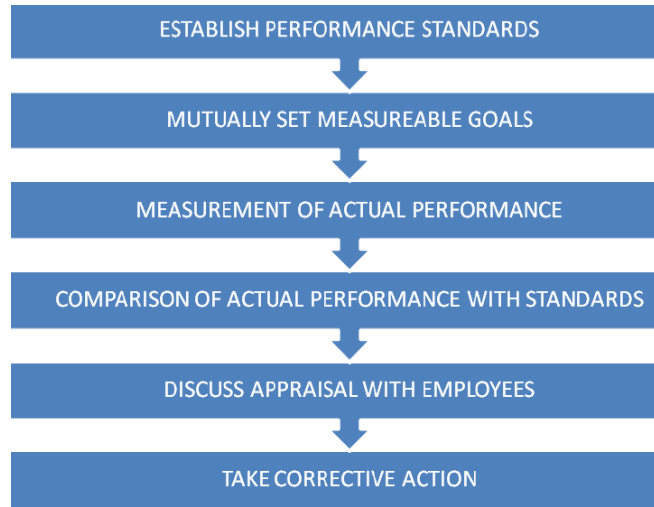 ESTABLISH PERFORMANCE STANDARDS
MUTUALLY SET MEASUREABLE GOALS
MEASUREMENT OF ACTUAL PERFORMANCE
COMPARISON OF ACTUAL PERFORMANCE WITH STANDARDS
DISCUSS APPRAISAL WITH EMPLOYEES
TAKE CORRECTIVE ACTION